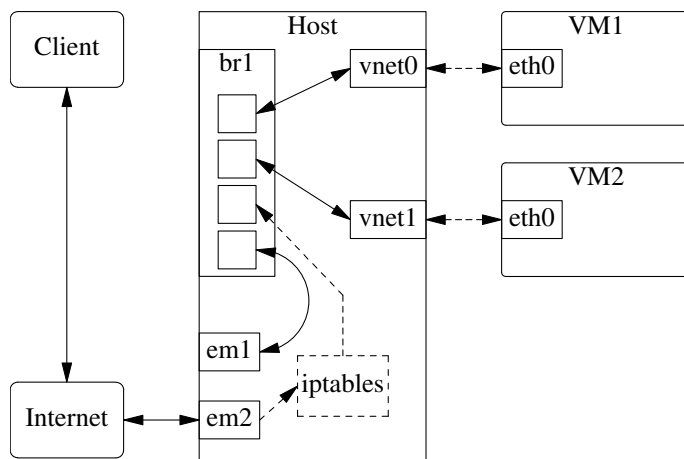 Host
VM1
Client
br1
vnet0
eth0
VM2
vnet1
eth0
em1
iptables
Internet
em2